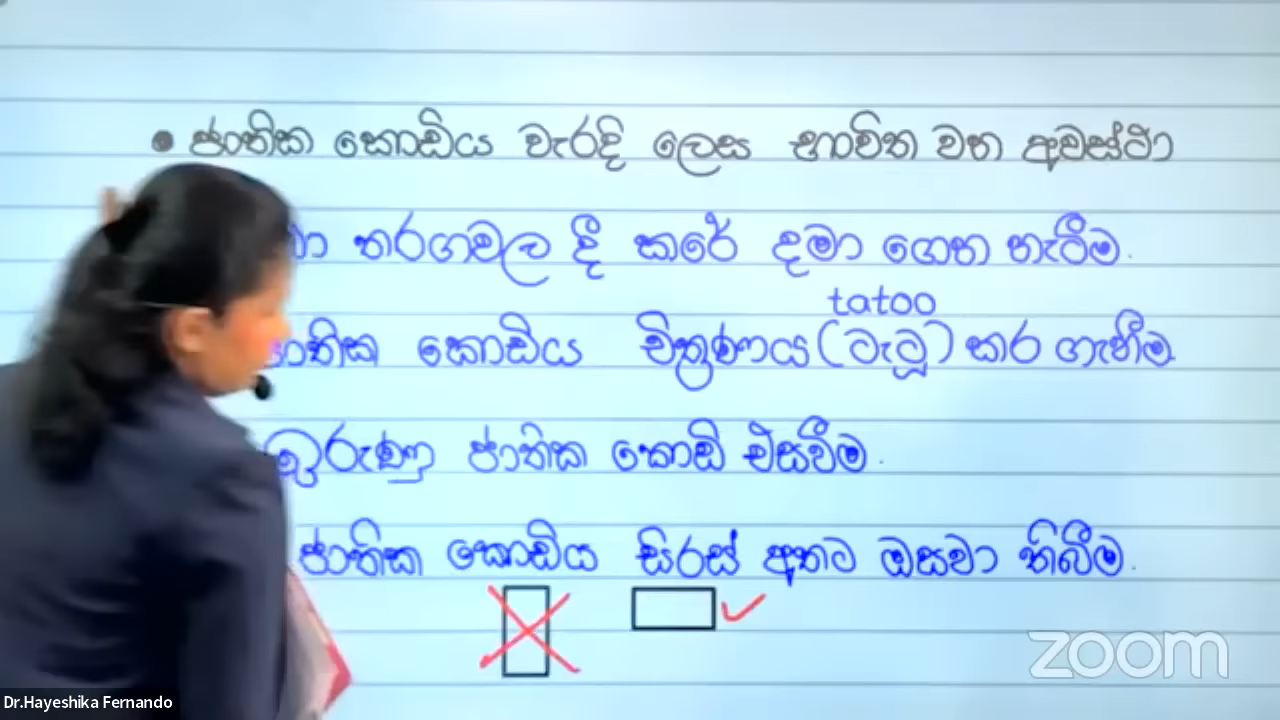 • ජාතික කොඩිය වැරදි ලෙස භාවිත වන අවස්ථා
තරගවල දී කරේ දමා ගෙන හැටීම.
tatoo
කොඩිය චිත්‍රණය (ටැටූ) කර ගැනීම.
ජාතික කොඩි එසවීම.
ජාතික කොඩිය සිරස් අතට ඔසවා තිබීම.
zoom
Dr.Hayeshika Fernando